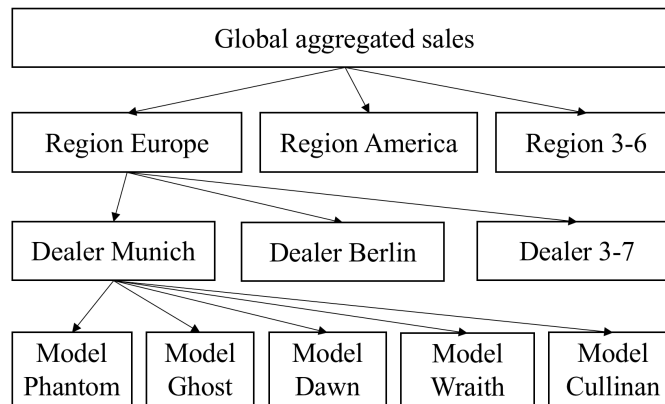 Global aggregated sales
Region Europe
Region America
Region 3-6
Dealer Munich
Dealer Berlin
Dealer 3-7
Model
Phantom
Model
Ghost
Model
Dawn
Model
Wraith
Model
Cullinan